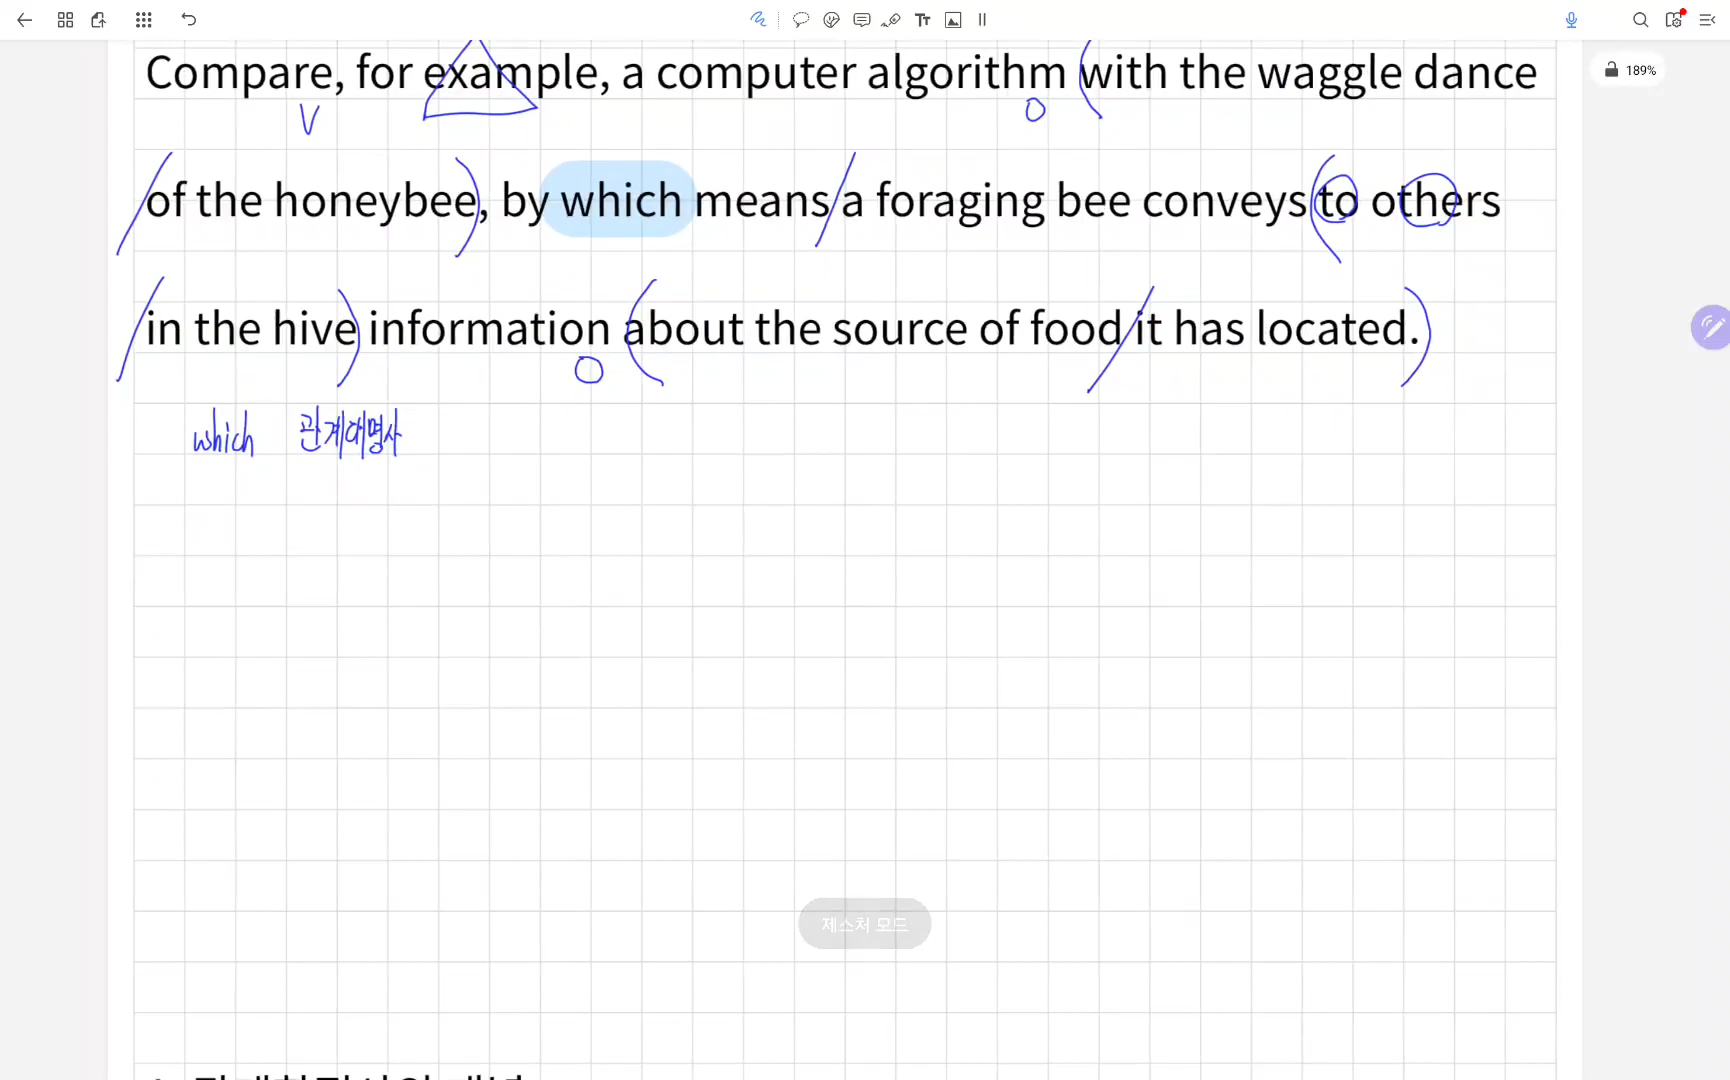 189%
Compare, for example, a computer algorithm with the waggle dance
V
O
of the honeybee, by which means a foraging bee conveys to others
in the hive information about the source of food it has located.
O
which 관계대명사
제스처 모드